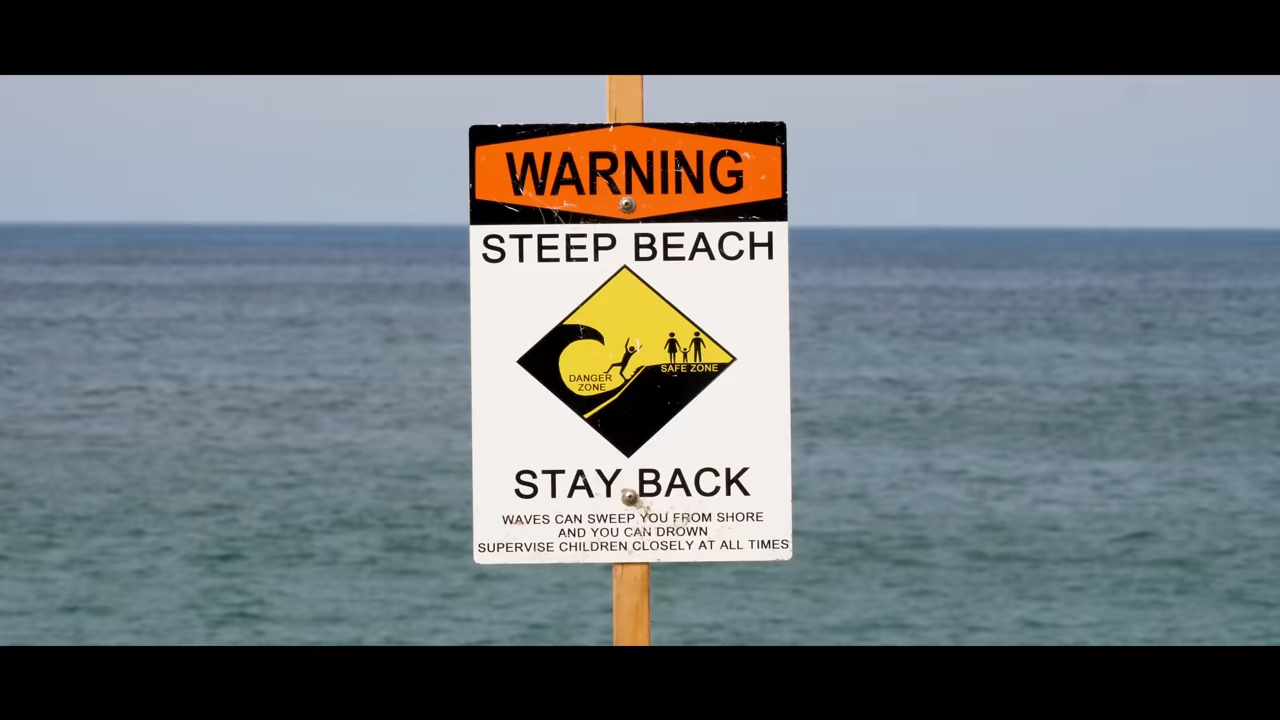 WARNING
STEEP BEACH
DANGER
ZONE
SAFE ZONE
STAY BACK
WAVES CAN SWEEP YOU FROM SHORE
AND YOU CAN DROWN
SUPERVISE CHILDREN CLOSELY AT ALL TIMES